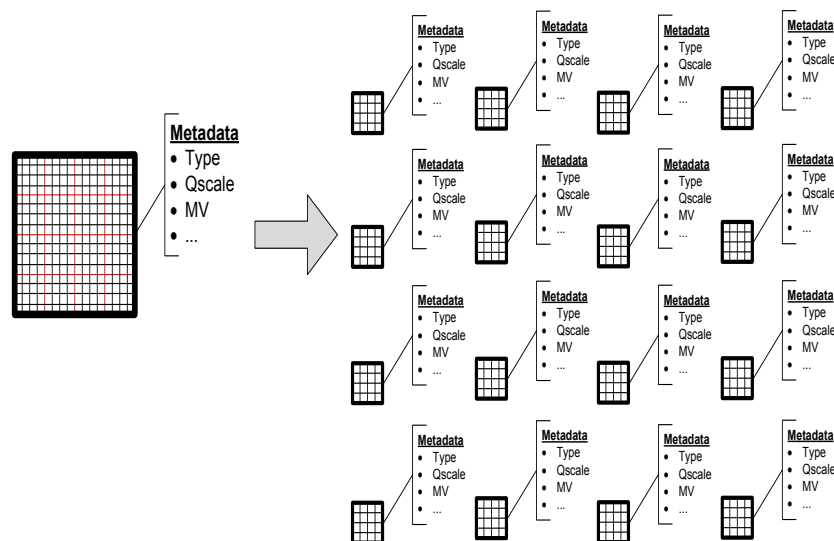 Metadata
• Type
• Qscale
• MV
• ...
Metadata
• Type
• Qscale
• MV
• ...
Metadata
• Type
• Qscale
• MV
• ...
Metadata
• Type
• Qscale
• MV
• ...
Metadata
• Type
• Qscale
• MV
• ...
Metadata
• Type
• Qscale
• MV
• ...
Metadata
• Type
• Qscale
• MV
• ...
Metadata
• Type
• Qscale
• MV
• ...
Metadata
• Type
• Qscale
• MV
• ...
Metadata
• Type
• Qscale
• MV
• ...
Metadata
• Type
• Qscale
• MV
• ...
Metadata
• Type
• Qscale
• MV
• ...
Metadata
• Type
• Qscale
• MV
• ...
Metadata
• Type
• Qscale
• MV
• ...
Metadata
• Type
• Qscale
• MV
• ...
Metadata
• Type
• Qscale
• MV
• ...
Metadata
• Type
• Qscale
• MV
• ...